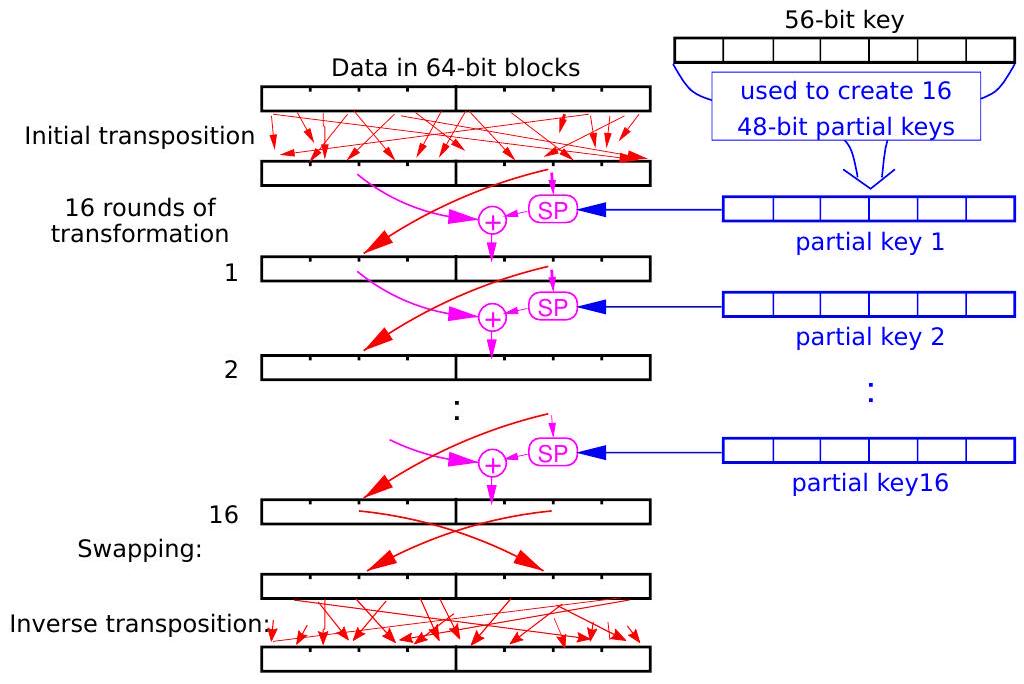 56-bit key
Data in 64-bit blocks
used to create 16
48-bit partial keys
Initial transposition
16 rounds of
transformation
+
SP
partial key 1
1
+
SP
partial key 2
2
:
:
+
SP
partial key16
16
Swapping:
Inverse transposition: